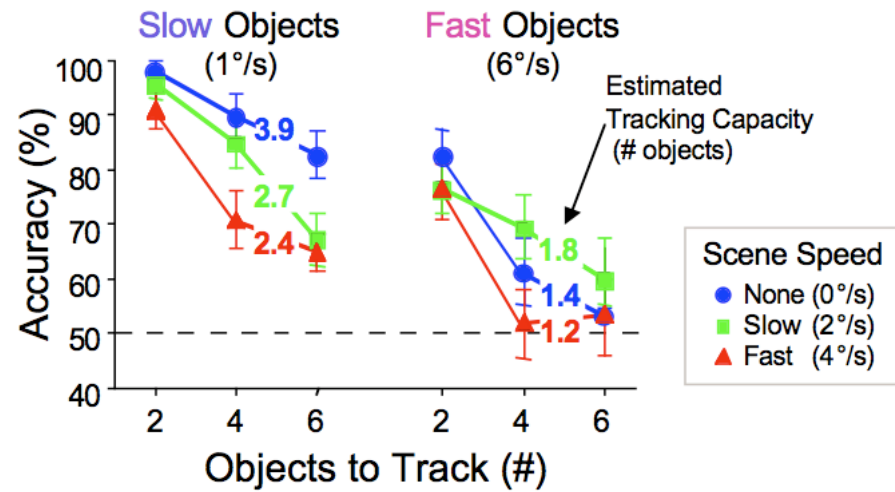 Slow Objects
(1°/s)
Fast Objects
(6°/s)
Estimated
Tracking Capacity
(# objects)
Accuracy (%)
100
90
80
70
60
50
40
3.9
2.7
2.4
1.8
1.4
1.2
2 4 6
2 4 6
Objects to Track (#)
Scene Speed
None (0°/s)
Slow (2°/s)
Fast (4°/s)